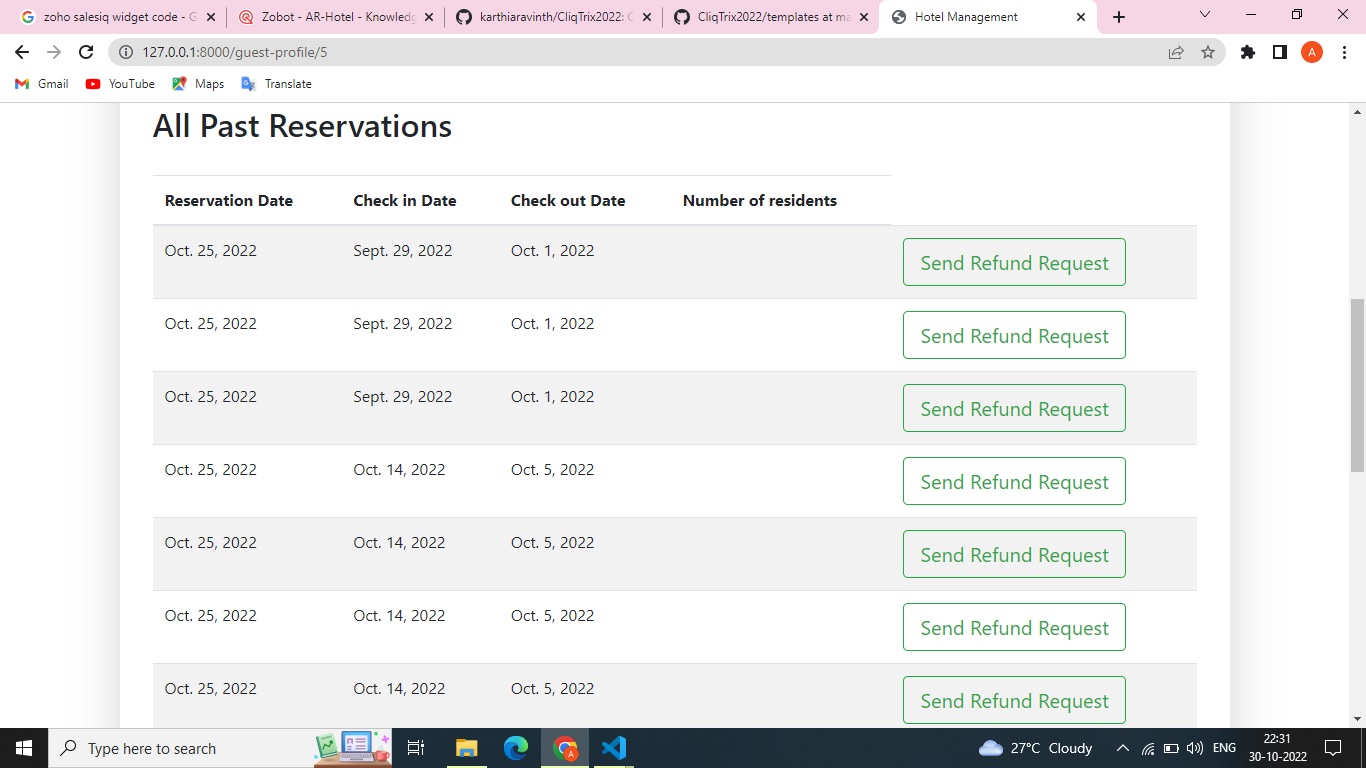 zoho salesiq widget code - G
Zobot - AR-Hotel - Knowledg
karthiaravinth/CliqTrix2022: C
CliqTrix2022/templates at ma
Hotel Management
127.0.0.1:8000/guest-profile/5
A
Gmail YouTube Maps Translate
All Past Reservations
Reservation Date Check in Date Check out Date Number of residents
Oct. 25, 2022 Sept. 29, 2022 Oct. 1, 2022 Send Refund Request
Oct. 25, 2022 Sept. 29, 2022 Oct. 1, 2022 Send Refund Request
Oct. 25, 2022 Sept. 29, 2022 Oct. 1, 2022 Send Refund Request
Oct. 25, 2022 Oct. 14, 2022 Oct. 5, 2022 Send Refund Request
Oct. 25, 2022 Oct. 14, 2022 Oct. 5, 2022 Send Refund Request
Oct. 25, 2022 Oct. 14, 2022 Oct. 5, 2022 Send Refund Request
Oct. 25, 2022 Oct. 14, 2022 Oct. 5, 2022 Send Refund Request
Type here to search
A
27°C Cloudy
ENG
22:31
30-10-2022